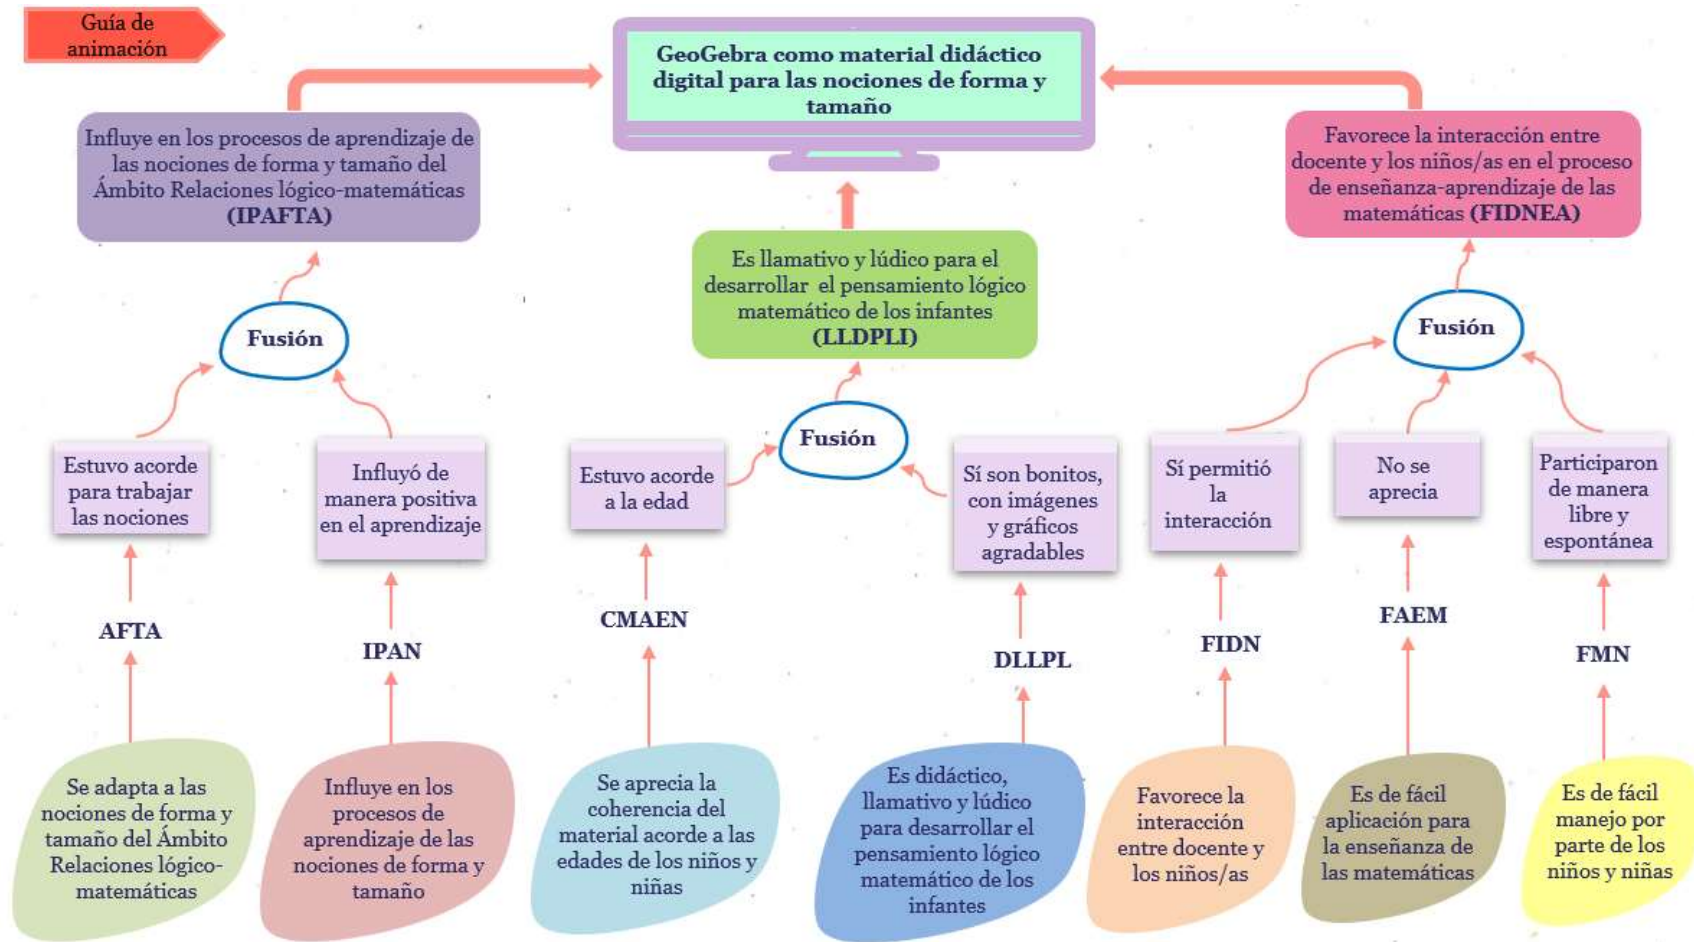 Guía de
animación
GeoGebra como material didáctico
digital para las nociones de forma y
tamaño
Influye en los procesos de aprendizaje de
las nociones de forma y tamaño del
Ámbito Relaciones lógico-matemáticas
(IPAFTA)
Es llamativo y lúdico para el
desarrollar el pensamiento lógico
matemático de los infantes
(LLDPLI)
Favorece la interacción entre
docente y los niños/as en el proceso
de enseñanza-aprendizaje de las
matemáticas (FIDNEA)
Fusión
Fusión
Fusión
Estuvo acorde
para trabajar
las nociones
Influyó de
manera positiva
en el aprendizaje
Estuvo acorde
a la edad
Sí son bonitos,
con imágenes
y gráficos
agradables
Sí permitió
la
interacción
No se
aprecia
Participaron
de manera
libre y
espontánea
AFTA
IPAN
CMAEN
DLLPL
FIDN
FAEM
FMN
Se adapta a las
nociones de forma y
tamaño del Ámbito
Relaciones lógico-
matemáticas
Influye en los
procesos de
aprendizaje de las
nociones de forma y
tamaño
Se aprecia la
coherencia del
material acorde a las
edades de los niños y
niñas
Es didáctico,
llamativo y lúdico
para desarrollar el
pensamiento lógico
matemático de los
infantes
Favorece la
interacción
entre docente y
los niños/as
Es de fácil
aplicación para
la enseñanza de
las matemáticas
Es de fácil
manejo por
parte de los
niños y niñas